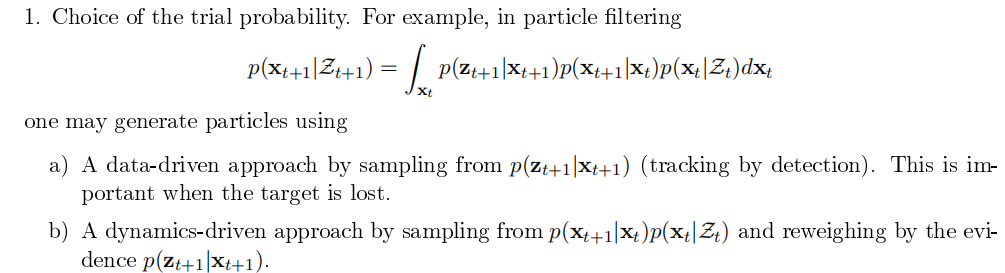 1. Choice of the trial probability. For example, in particle filtering
p(x_{t+1}|𝒵_{t+1}) = ∫_{x_t} p(z_{t+1}|x_{t+1})p(x_{t+1}|x_t)p(x_t|𝒵_t)dx_t
one may generate particles using
a) A data-driven approach by sampling from p(z_{t+1}|x_{t+1}) (tracking by detection). This is im-
portant when the target is lost.
b) A dynamics-driven approach by sampling from p(x_{t+1}|x_t)p(x_t|𝒵_t) and reweighing by the evi-
dence p(z_{t+1}|x_{t+1}).